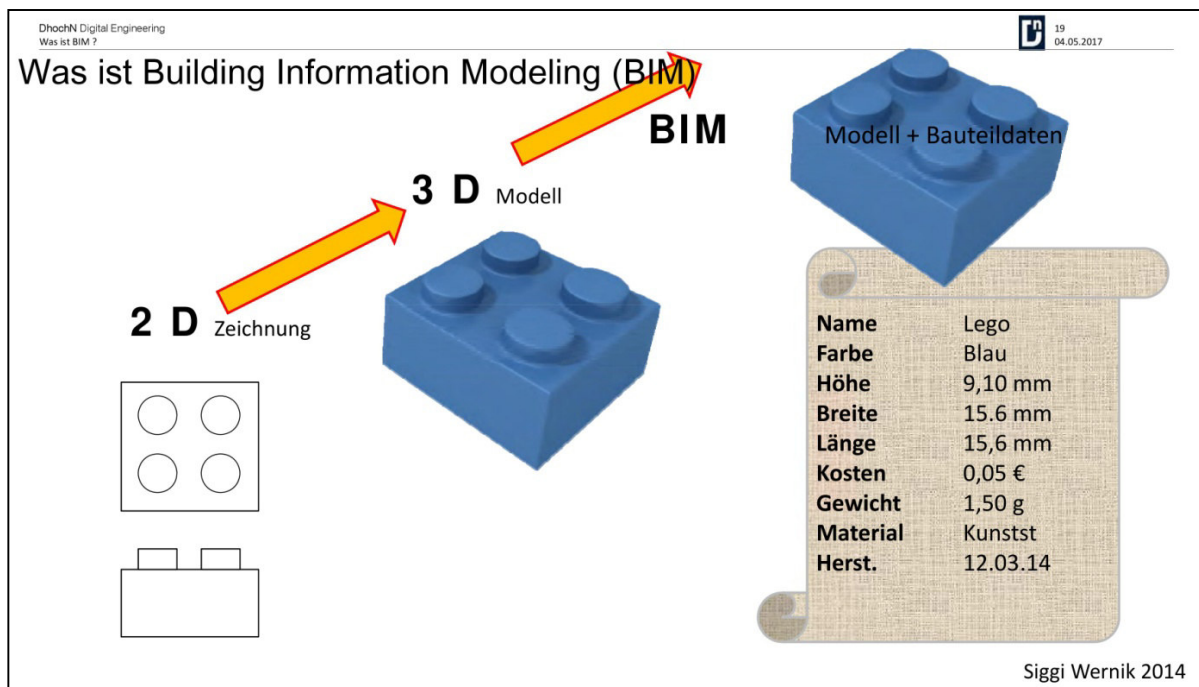 DhochN Digital Engineering
Was ist BIM ?
Dn
19
04.05.2017
Was ist Building Information Modeling (BIM)
BIM
Modell + Bauteildaten
3 D Modell
2 D Zeichnung
Name Lego
Farbe Blau
Höhe 9,10 mm
Breite 15.6 mm
Länge 15,6 mm
Kosten 0,05 €
Gewicht 1,50 g
Material Kunstst
Herst. 12.03.14
Siggi Wernik 2014